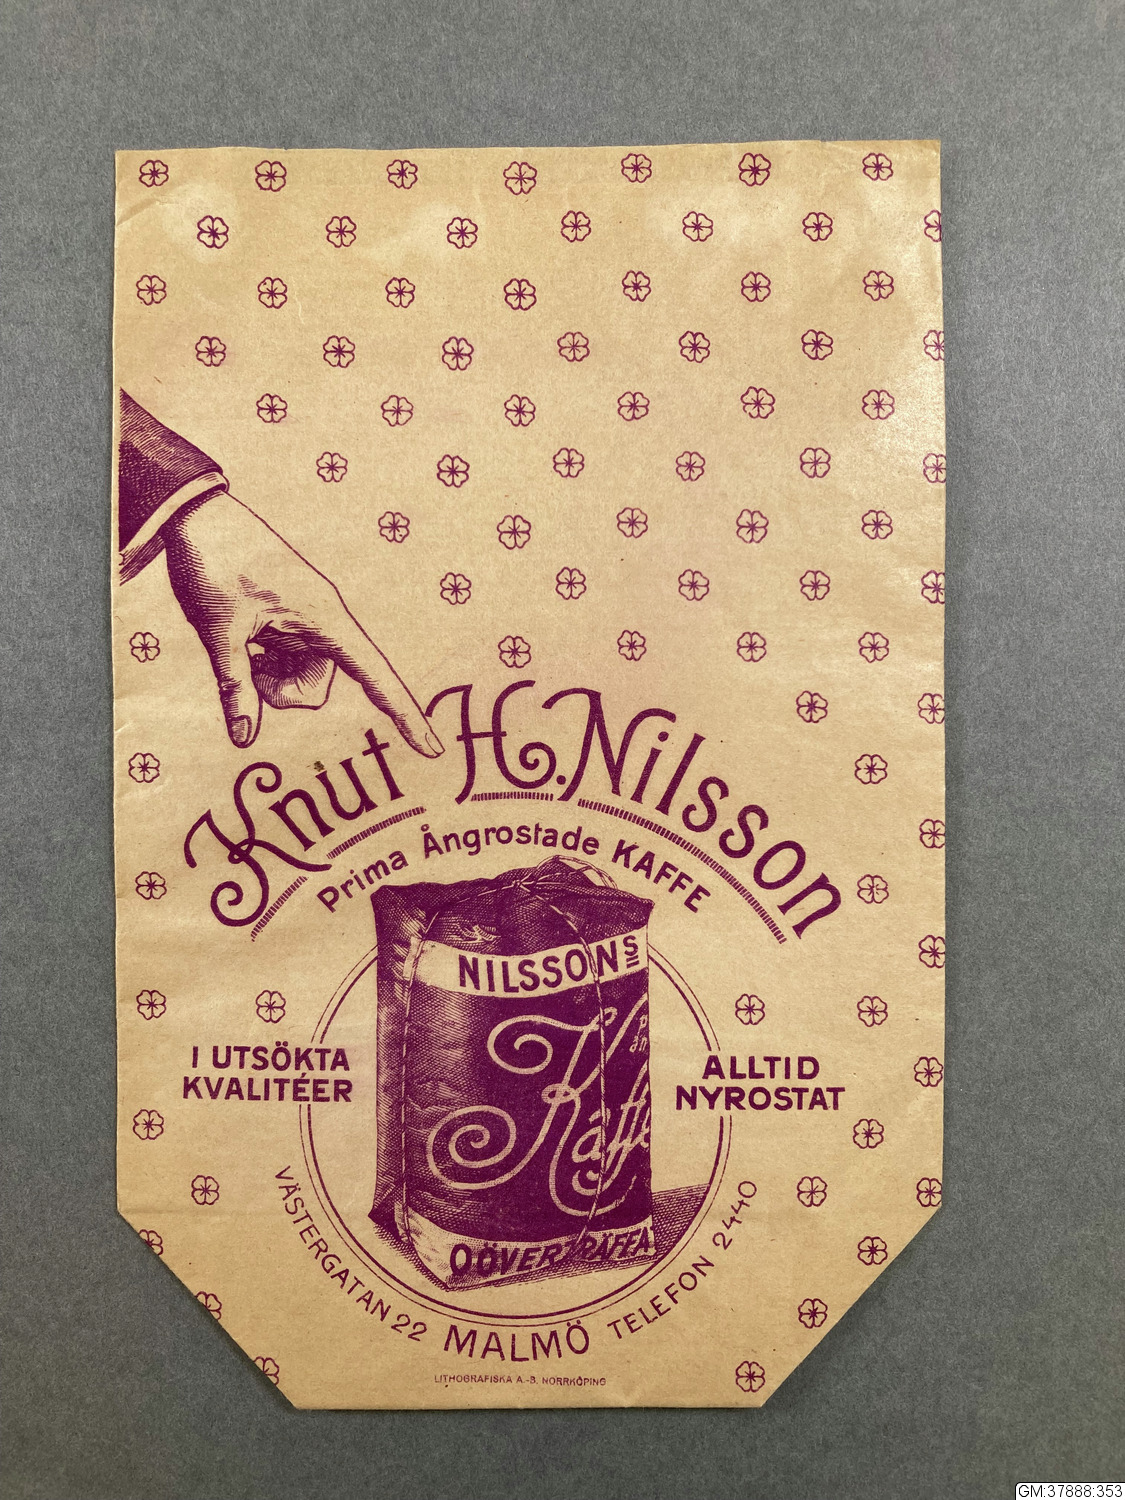 Knut H. Nilsson
Prima Ångrostade KAFFE
NILSSONS
Kaffe
I UTSÖKTA
KVALITÉER
ALLTID
NYROSTAT
OÖVERTRÄFFAT
VÄSTERGATAN 22 MALMÖ TELEFON 2440
LITHOGRAFISKA A.-B. NORRKÖPING
GM:37888:353